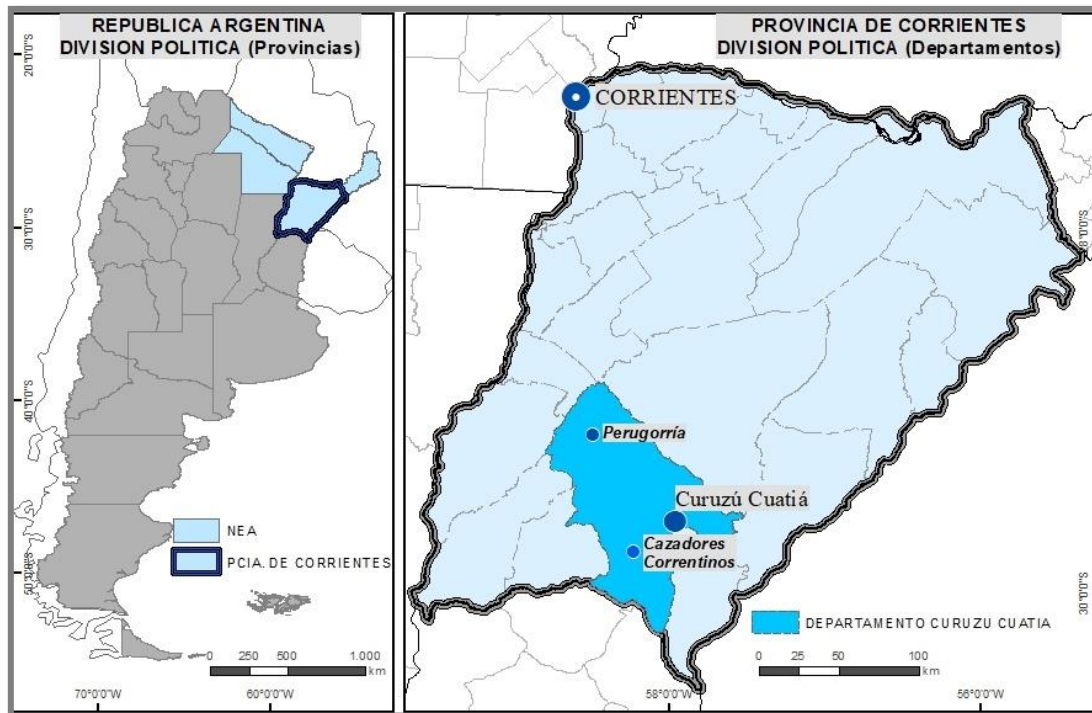 REPUBLICA ARGENTINA
DIVISION POLITICA (Provincias)
20°0'0"S
30°0'0"S
40°0'0"S
NEA
PCIA. DE CORRIENTES
0 250 500 1.000
km
70°0'0"W 60°0'0"W
PROVINCIA DE CORRIENTES
DIVISION POLITICA (Departamentos)
CORRIENTES
Perugorría
Curuzú Cuatiá
Cazadores
Correntinos
30°0'0"S
DEPARTAMENTO CURUZU CUATIA
0 25 50 100
km
58°0'0"W 56°0'0"W